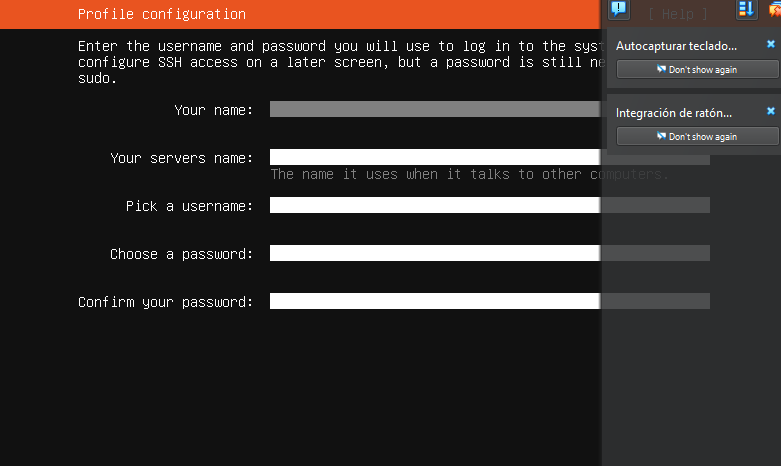 Profile configuration
[ Help ]
Enter the username and password you will use to log in to the syst
configure SSH access on a later screen, but a password is still ne
sudo.
Autocapturar teclado...
Don't show again
Integración de ratón...
Don't show again
Your name:
Your servers name:
The name it uses when it talks to other computers.
Pick a username:
Choose a password:
Confirm your password: